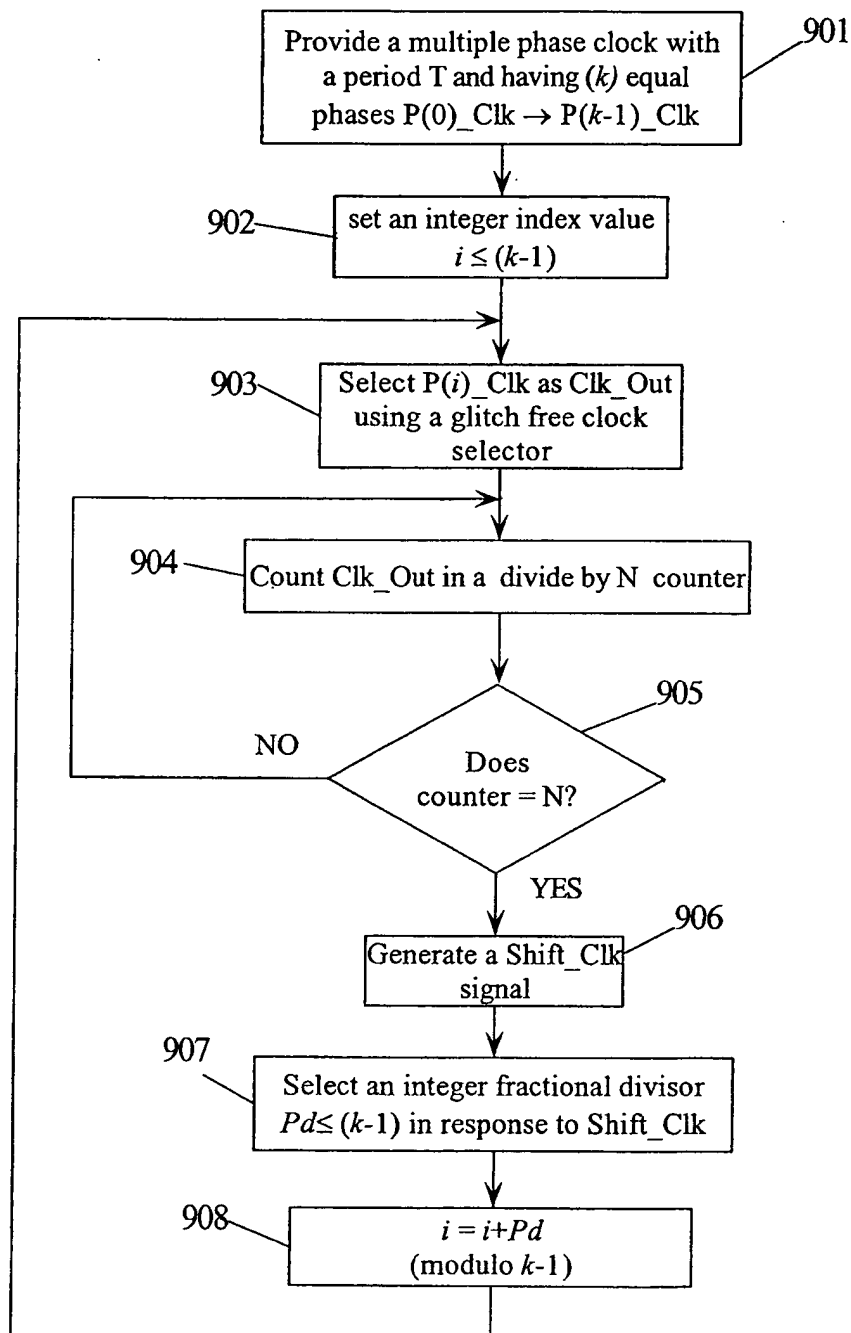 Provide a multiple phase clock with
a period T and having (k) equal
phases P(0)_Clk → P(k-1)_Clk
901
902
set an integer index value
i ≤ (k-1)
903
Select P(i)_Clk as Clk_Out
using a glitch free clock
selector
904
Count Clk_Out in a divide by N counter
905
NO
Does
counter = N?
YES
906
Generate a Shift_Clk
signal
907
Select an integer fractional divisor
Pd≤ (k-1) in response to Shift_Clk
908
i = i+Pd
(modulo k-1)